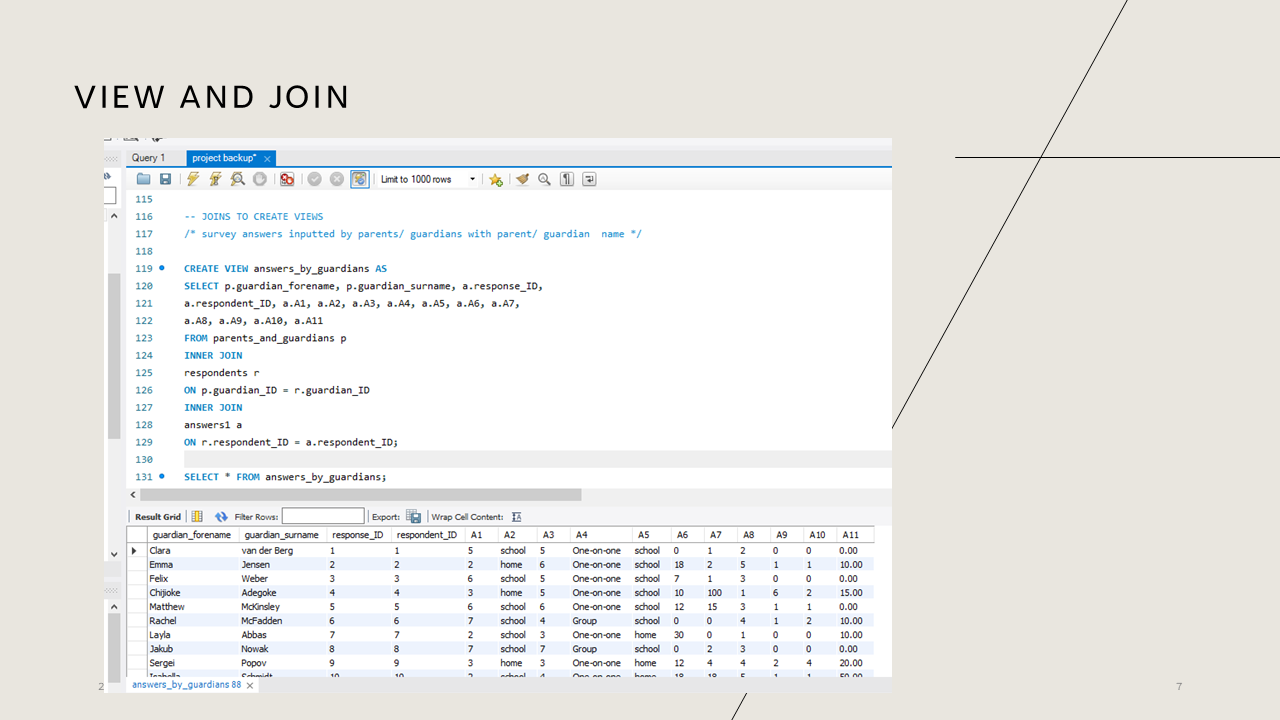 VIEW AND JOIN
Query 1 project backup*
Limit to 1000 rows
115
116 -- JOINS TO CREATE VIEWS
117 /* survey answers inputted by parents/ guardians with parent/ guardian  name */
118
119 CREATE VIEW answers_by_guardians AS
120 SELECT p.guardian_forename, p.guardian_surname, a.response_ID,
121 a.respondent_ID, a.A1, a.A2, a.A3, a.A4, a.A5, a.A6, a.A7,
122 a.A8, a.A9, a.A10, a.A11
123 FROM parents_and_guardians p
124 INNER JOIN
125 respondents r
126 ON p.guardian_ID = r.guardian_ID
127 INNER JOIN
128 answers1 a
129 ON r.respondent_ID = a.respondent_ID;
130
131 SELECT * FROM answers_by_guardians;
Result Grid Filter Rows: Export: Wrap Cell Content:
guardian_forename guardian_surname response_ID respondent_ID A1 A2 A3 A4 A5 A6 A7 A8 A9 A10 A11
Clara van der Berg 1 1 5 school 5 One-on-one school 0 1 2 0 0 0.00
Emma Jensen 2 2 2 home 6 One-on-one school 18 2 5 1 1 10.00
Felix Weber 3 3 6 school 5 One-on-one school 7 1 3 0 0 0.00
Chijioke Adegoke 4 4 3 home 5 One-on-one school 10 100 1 6 2 15.00
Matthew McKinsley 5 5 6 school 6 One-on-one school 12 15 3 1 1 0.00
Rachel McFadden 6 6 7 school 4 Group school 0 0 4 1 2 10.00
Layla Abbas 7 7 2 school 3 One-on-one home 30 0 1 0 0 10.00
Jakub Nowak 8 8 7 school 7 Group school 0 2 3 0 0 0.00
Sergei Popov 9 9 3 home 3 One-on-one home 12 4 4 2 4 20.00
Isabella Schmidt 10 10 2 school 4 One-on-one home 18 18 5 1 1 50.00
2 answers_by_guardians 88
7